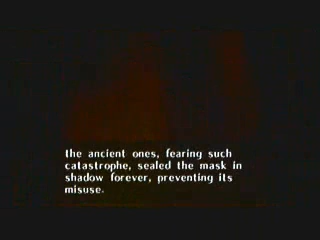 the ancient ones, fearing such
catastrophe, sealed the mask in
shadow forever, preventing its
misuse.